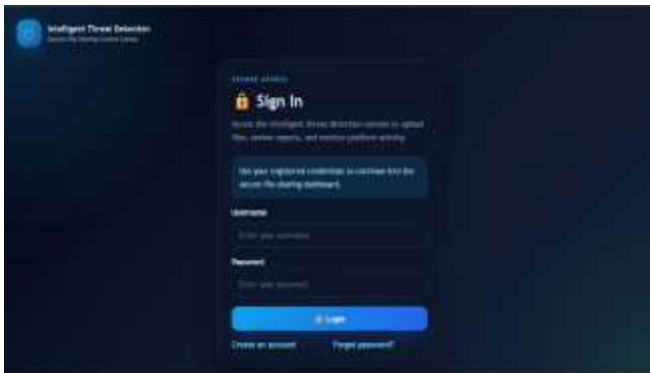 Intelligent Threat Detection
Secure File Sharing Control Center
SECURE ACCESS
Sign In
Access the intelligent threat detection console to upload
files, review reports, and monitor platform activity.
Use your registered credentials to continue into the
secure file sharing dashboard.
Username
Enter your username
Password
Enter your password
Login
Create an account
Forgot password?